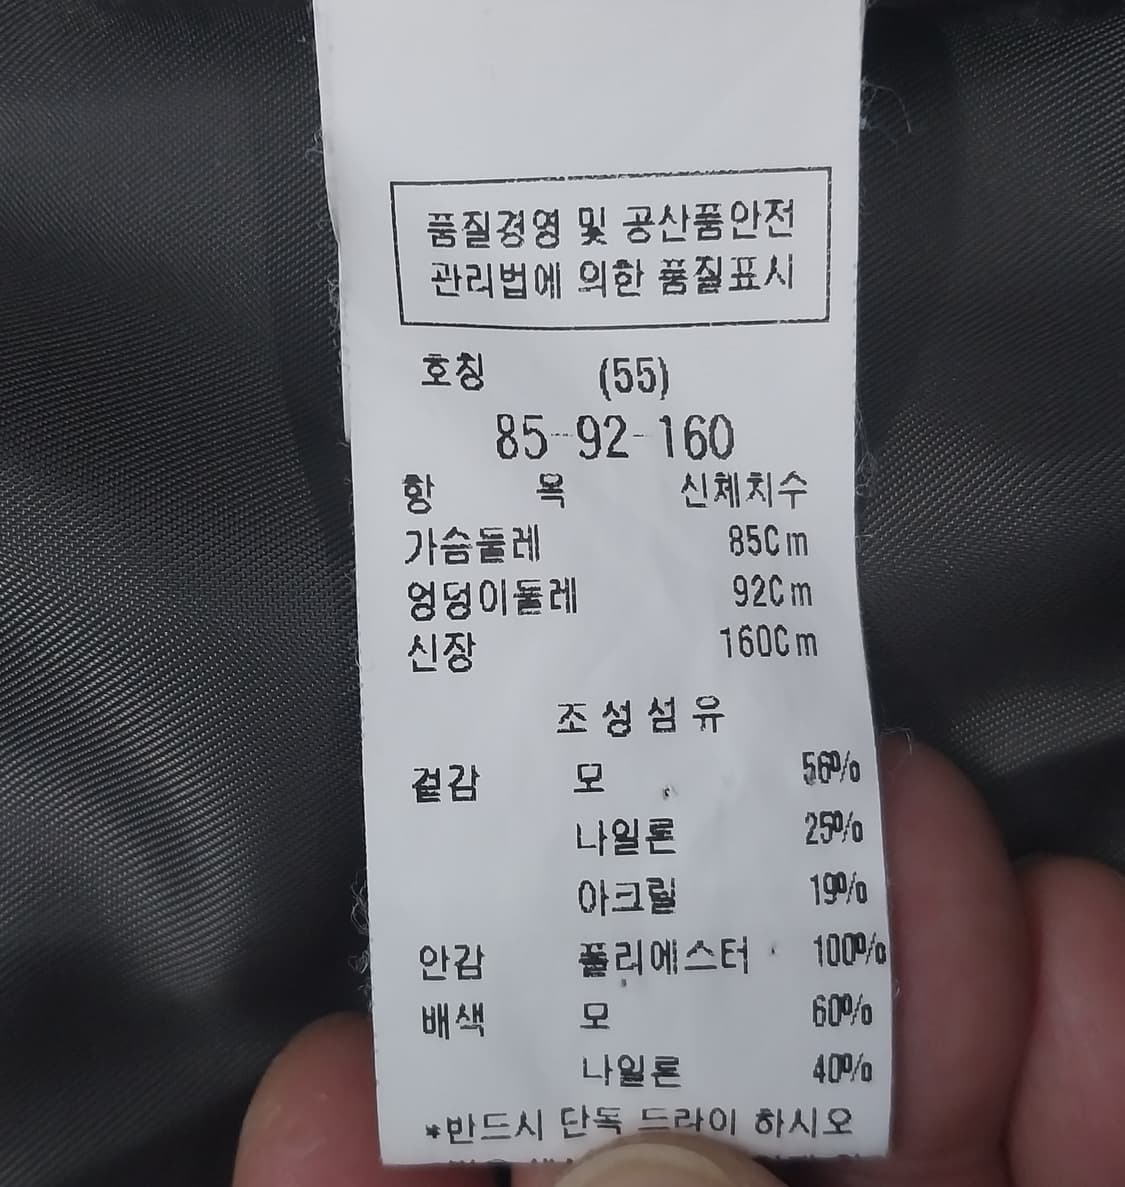 품질경영 및 공산품안전
관리법에 의한 품질표시
호칭 (55)
85-92-160
항 목 신체치수
가슴둘레 85Cm
엉덩이둘레 92Cm
신장 160Cm
조성섬유
겉감 모 56%
나일론 25%
아크릴 19%
안감 폴리에스터 100%
배색 모 60%
나일론 40%
*반드시 단독 드라이 하시오